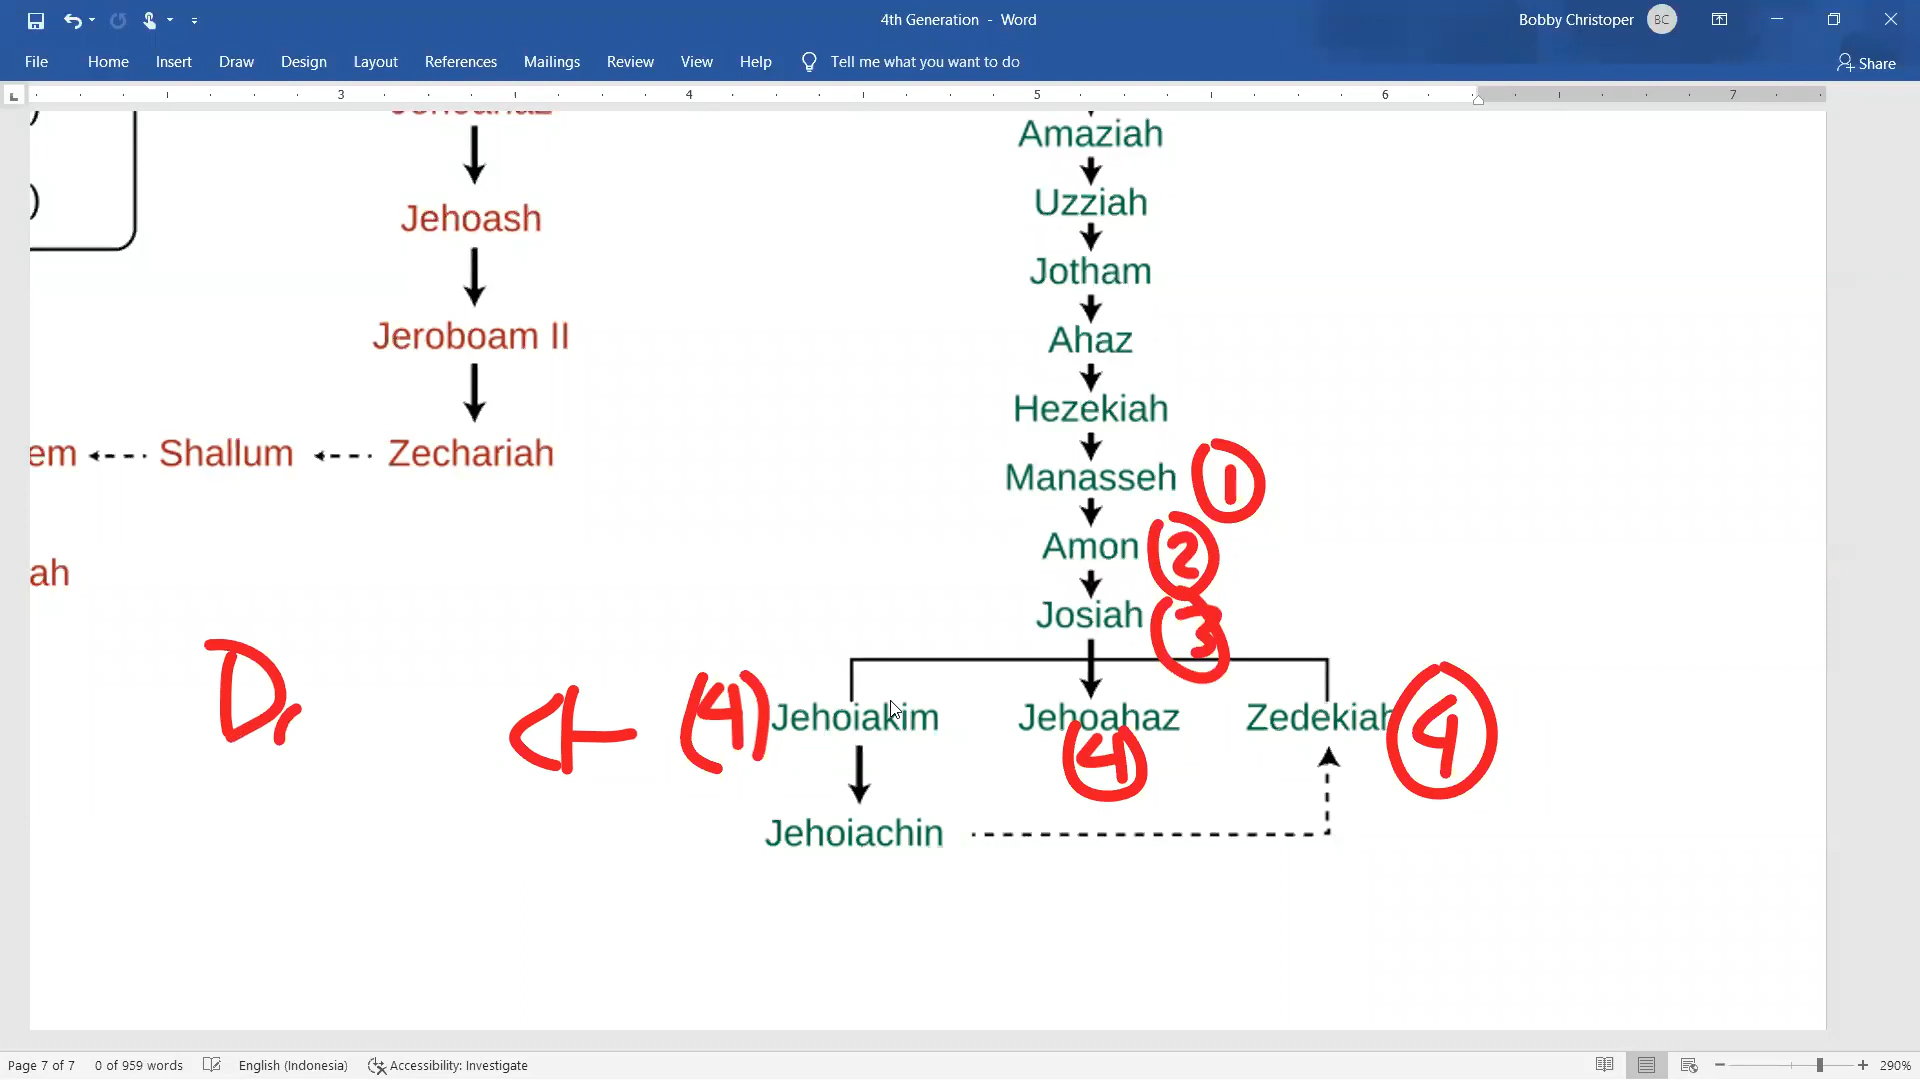 4th Generation - Word
Bobby Christoper BC
File Home Insert Draw Design Layout References Mailings Review View Help Tell me what you want to do
Share
3 4 5 6 7
Amaziah
Uzziah
Jehoash
Jotham
Jeroboam II
Ahaz
Hezekiah
em Shallum Zechariah
Manasseh 1
Amon 2
ah
Josiah 3
(4) Jehoiakim Jehoahaz Zedekiah 4
4
Jehoiachin
Page 7 of 7 0 of 959 words English (Indonesia) Accessibility: Investigate
290%